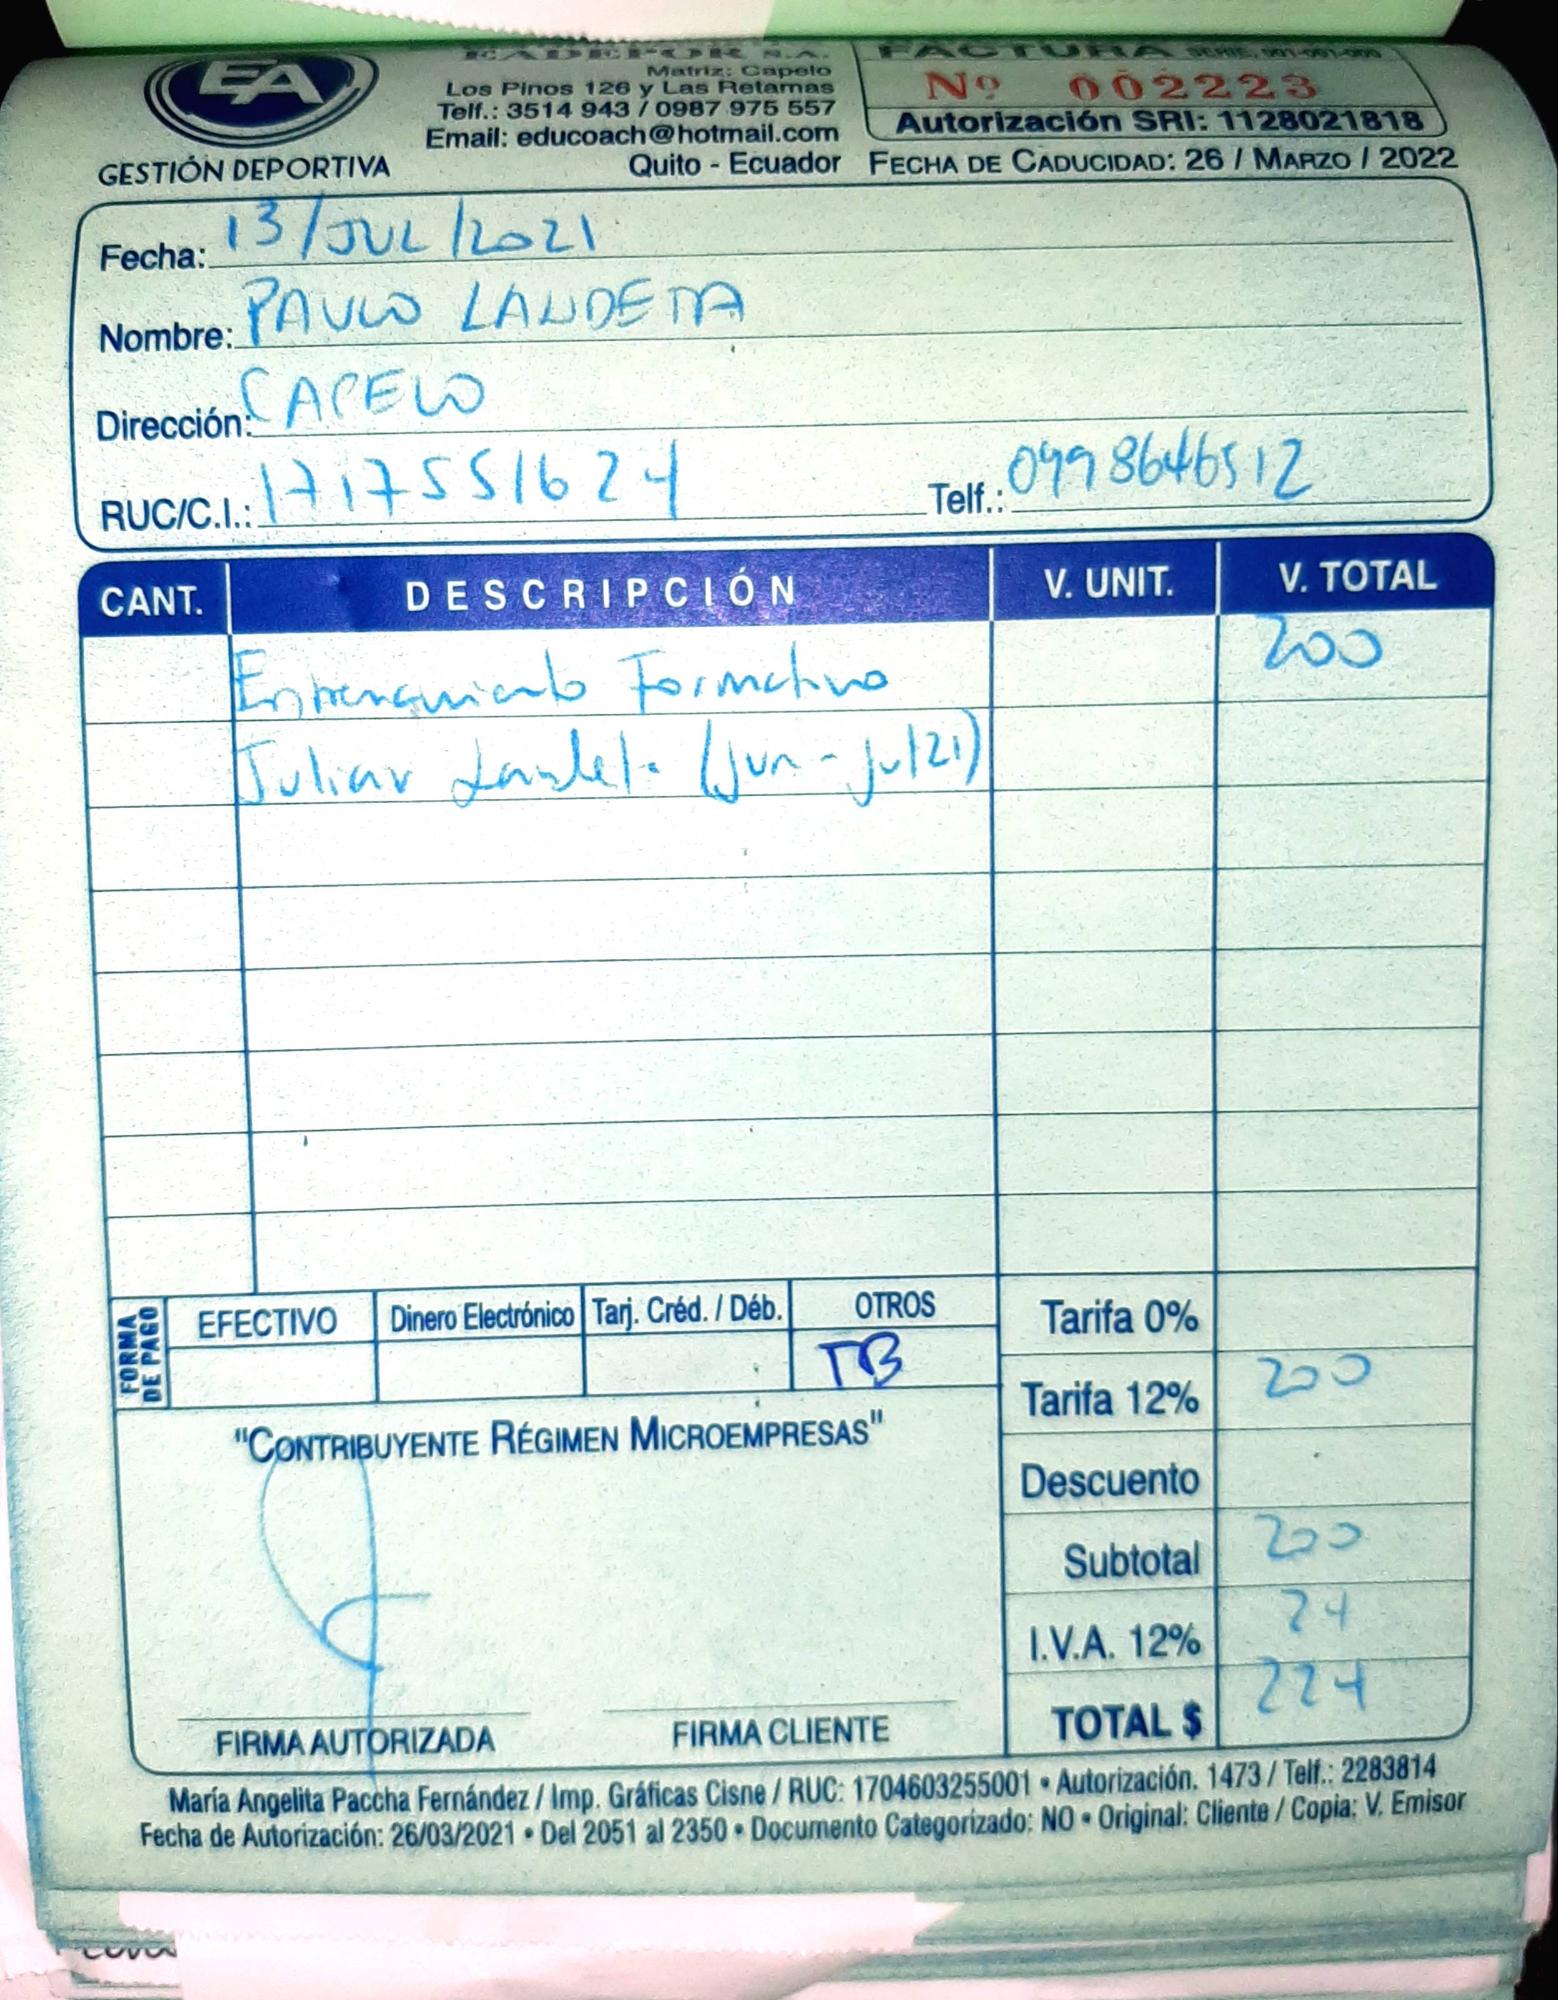 EA
GESTIÓN DEPORTIVA
Matriz: Capelo
Los Pinos 126 y Las Retamas
Telf.: 3514 943 / 0987 975 557
Email: educoach@hotmail.com
Quito - Ecuador
FACTURA SERIE, 001-001-000
Nº 002223
Autorización SRI: 1128021818
FECHA DE CADUCIDAD: 26 / MARZO / 2022
Fecha: 13/JUL/2021
Nombre: PAULO LANDETA
Dirección: CAPELO
RUC/C.I.: 1717551624 Telf.: 0998646512
CANT. DESCRIPCIÓN V. UNIT. V. TOTAL
Entrenamiento Formativo 200
Julian Landeta (jun - jul21)
FORMA DE PAGO EFECTIVO Dinero Electrónico Tarj. Créd. / Déb. OTROS
TB
Tarifa 0%
Tarifa 12% 200
Descuento
Subtotal 200
I.V.A. 12% 24
TOTAL $ 224
"CONTRIBUYENTE RÉGIMEN MICROEMPRESAS"
FIRMA AUTORIZADA FIRMA CLIENTE
María Angelita Paccha Fernández / Imp. Gráficas Cisne / RUC: 1704603255001 • Autorización. 1473 / Telf.: 2283814
Fecha de Autorización: 26/03/2021 • Del 2051 al 2350 • Documento Categorizado: NO • Original: Cliente / Copia: V. Emisor